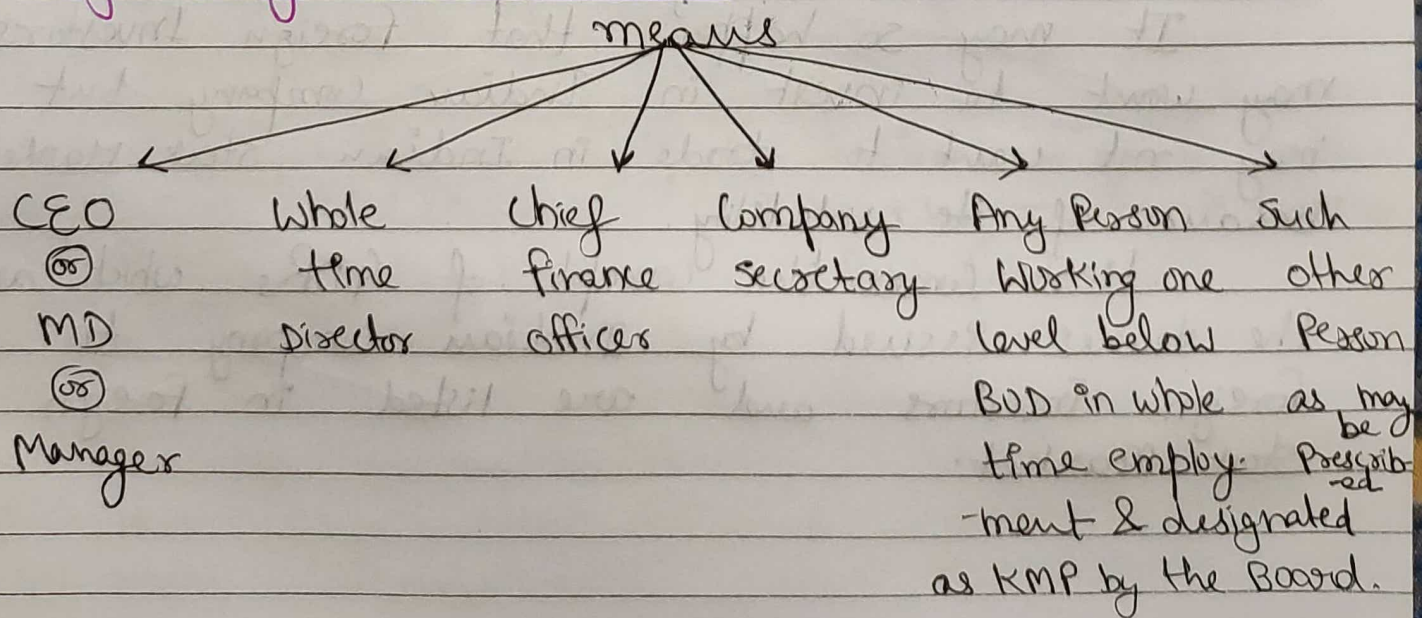 means
CEO Whole Chief Company Any Person such
or time finance secretary Working one other
MD Director officer level below Person
or BOD in whole as may be
Manager time employ- Prescrib-
-ed
-ment & designated
as KMP by the Board.